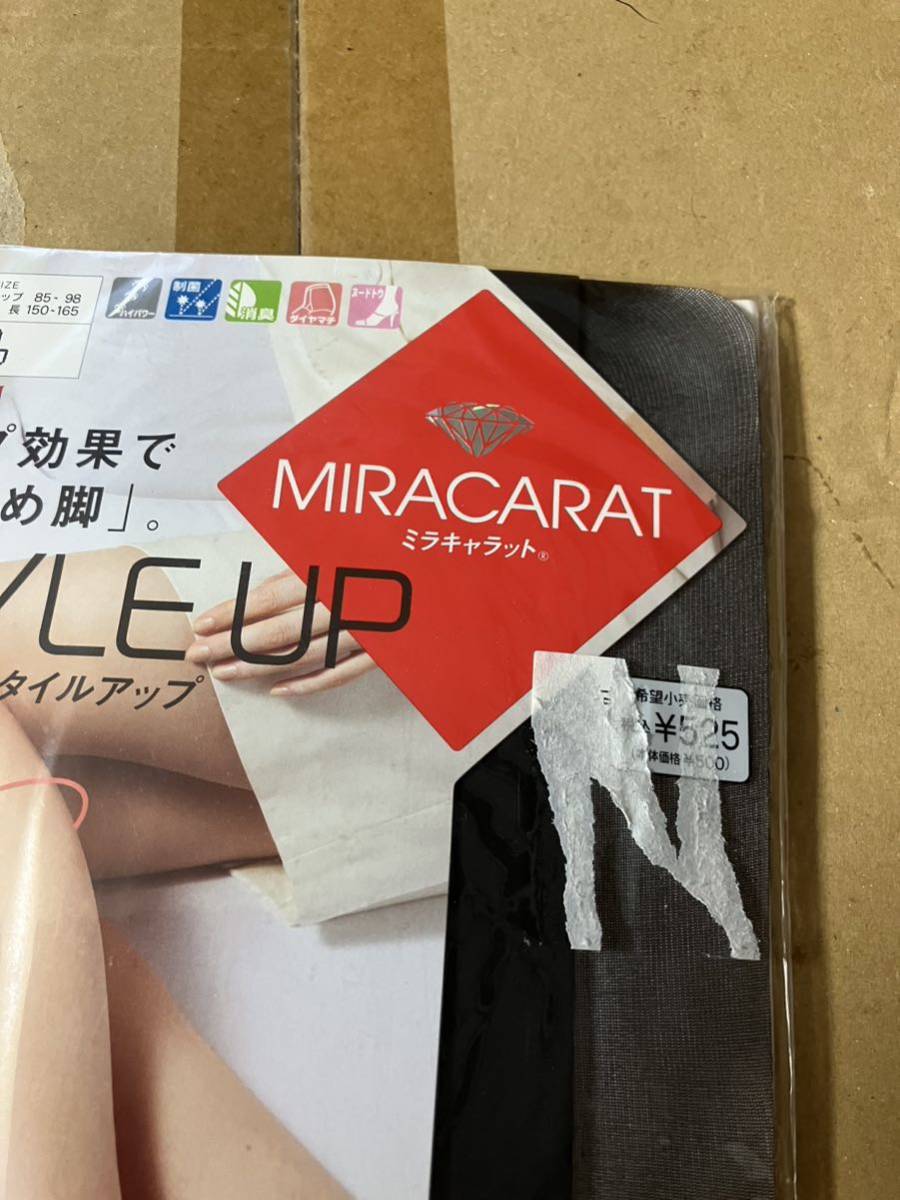 SIZE
ップ 85-98
長 150-165
ハイパワー
制菌
消臭
ダイヤマチ
ヌードトウ
MIRACARAT
ミラキャラット®
プ効果で
め脚」。
YLE UP
タイルアップ
希望小売価格
税込¥525
(本体価格¥500)